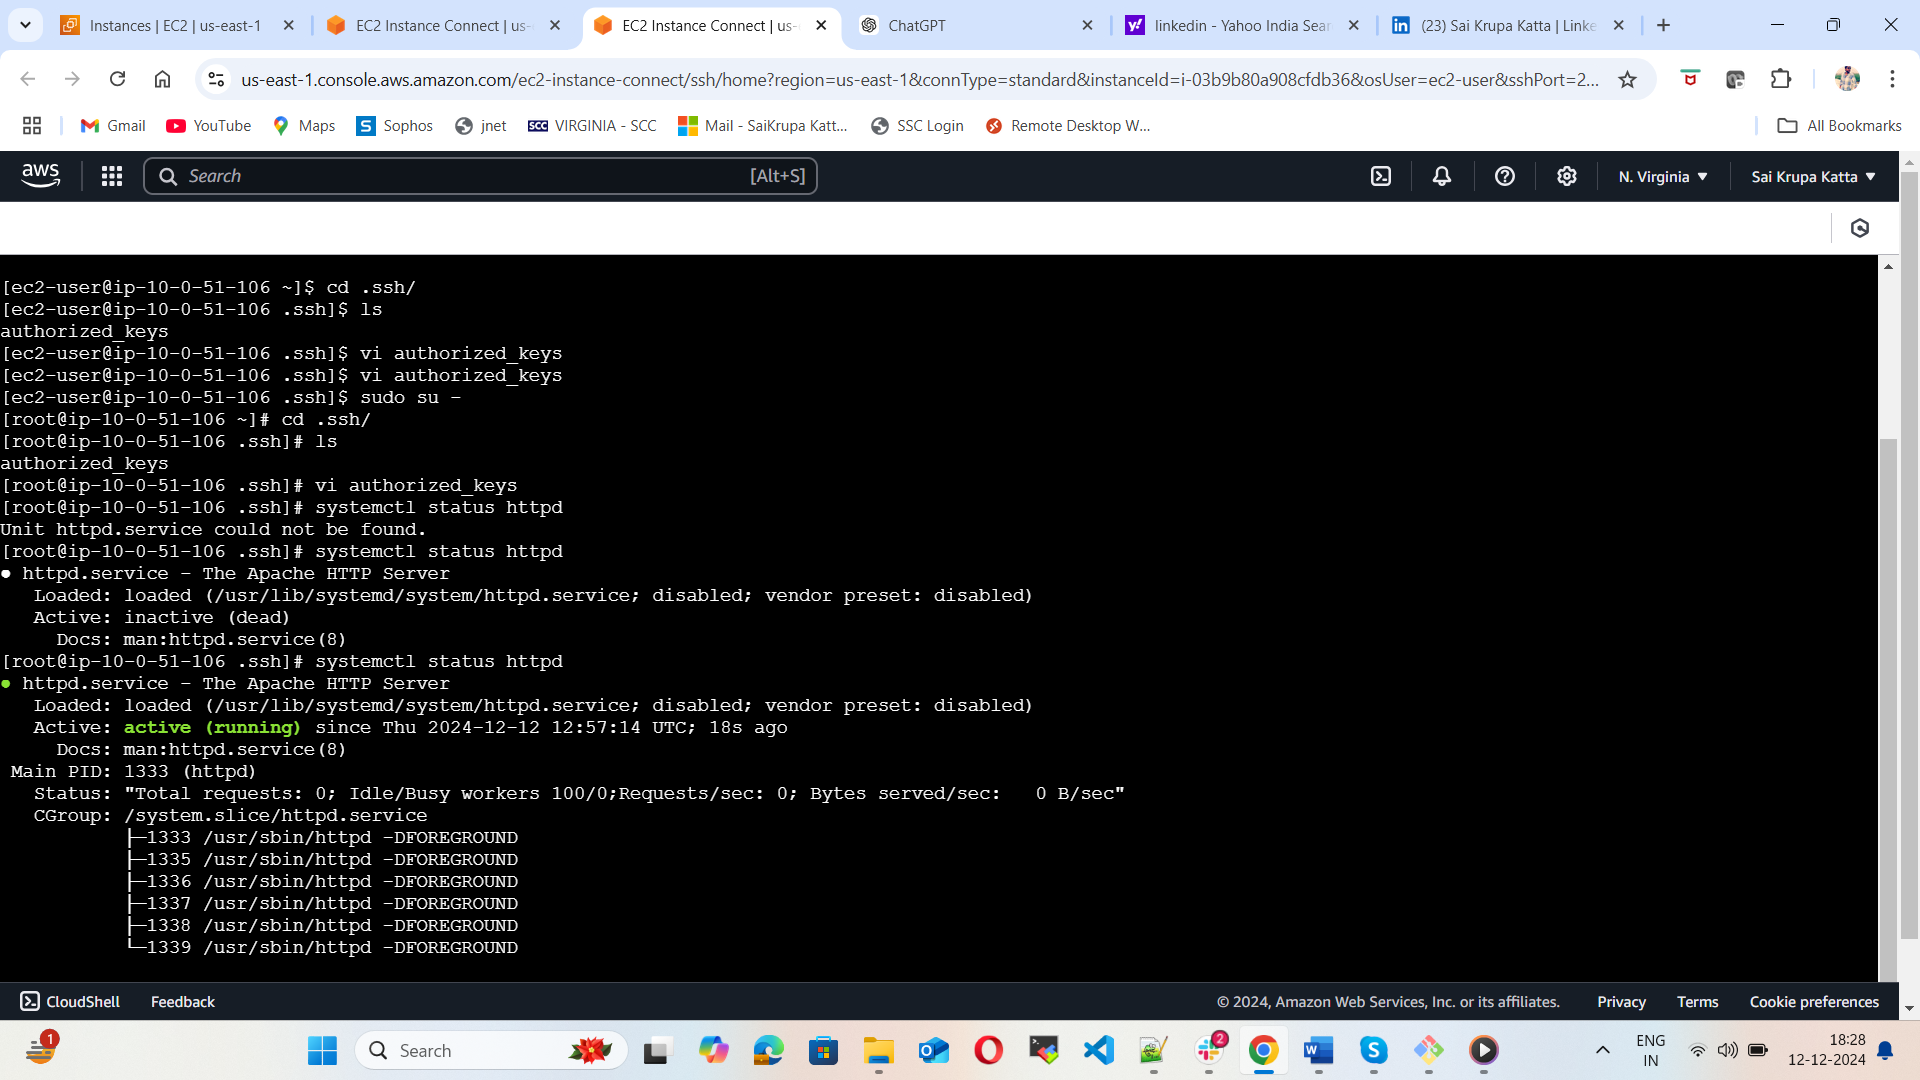 Instances | EC2 | us-east-1
EC2 Instance Connect | us-
EC2 Instance Connect | us-
ChatGPT
linkedin - Yahoo India Sear
(23) Sai Krupa Katta | Linke
us-east-1.console.aws.amazon.com/ec2-instance-connect/ssh/home?region=us-east-1&connType=standard&instanceId=i-03b9b80a908cfdb36&osUser=ec2-user&sshPort=2...
Gmail
YouTube
Maps
Sophos
jnet
SCC VIRGINIA - SCC
Mail - SaiKrupa Katt...
SSC Login
Remote Desktop W...
All Bookmarks
aws
Search
[Alt+S]
N. Virginia
Sai Krupa Katta
[ec2-user@ip-10-0-51-106 ~]$ cd .ssh/
[ec2-user@ip-10-0-51-106 .ssh]$ ls
authorized_keys
[ec2-user@ip-10-0-51-106 .ssh]$ vi authorized_keys
[ec2-user@ip-10-0-51-106 .ssh]$ vi authorized_keys
[ec2-user@ip-10-0-51-106 .ssh]$ sudo su -
[root@ip-10-0-51-106 ~]# cd .ssh/
[root@ip-10-0-51-106 .ssh]# ls
authorized_keys
[root@ip-10-0-51-106 .ssh]# vi authorized_keys
[root@ip-10-0-51-106 .ssh]# systemctl status httpd
Unit httpd.service could not be found.
[root@ip-10-0-51-106 .ssh]# systemctl status httpd
● httpd.service - The Apache HTTP Server
Loaded: loaded (/usr/lib/systemd/system/httpd.service; disabled; vendor preset: disabled)
Active: inactive (dead)
Docs: man:httpd.service(8)
[root@ip-10-0-51-106 .ssh]# systemctl status httpd
● httpd.service - The Apache HTTP Server
Loaded: loaded (/usr/lib/systemd/system/httpd.service; disabled; vendor preset: disabled)
Active: active (running) since Thu 2024-12-12 12:57:14 UTC; 18s ago
Docs: man:httpd.service(8)
Main PID: 1333 (httpd)
Status: "Total requests: 0; Idle/Busy workers 100/0;Requests/sec: 0; Bytes served/sec:   0 B/sec"
CGroup: /system.slice/httpd.service
├─1333 /usr/sbin/httpd -DFOREGROUND
├─1335 /usr/sbin/httpd -DFOREGROUND
├─1336 /usr/sbin/httpd -DFOREGROUND
├─1337 /usr/sbin/httpd -DFOREGROUND
├─1338 /usr/sbin/httpd -DFOREGROUND
└─1339 /usr/sbin/httpd -DFOREGROUND
CloudShell
Feedback
© 2024, Amazon Web Services, Inc. or its affiliates.
Privacy
Terms
Cookie preferences
1
Search
2
ENG
IN
18:28
12-12-2024